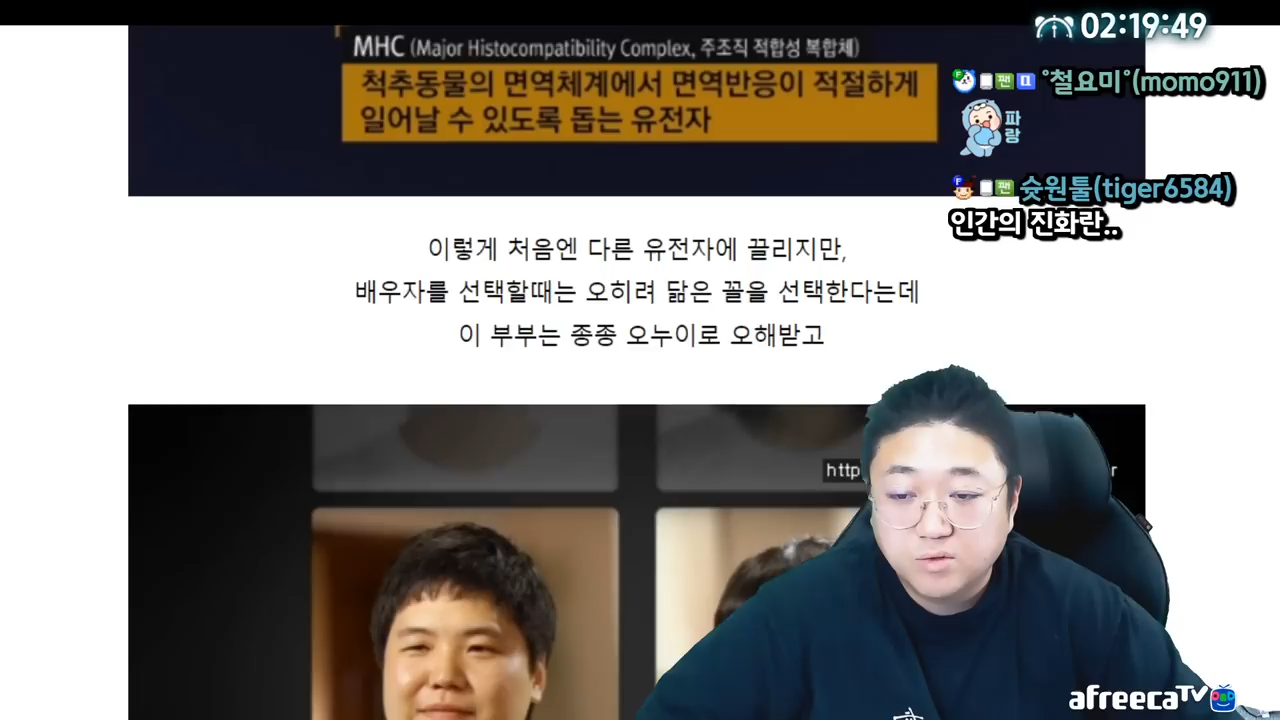 02:19:49
MHC (Major Histocompatibility Complex, 주조직 적합성 복합체)
척추동물의 면역체계에서 면역반응이 적절하게
일어날 수 있도록 돕는 유전자
팬 n °철요미°(momo911)
파
랑
팬 슛원툴(tiger6584)
인간의 진화란..
이렇게 처음엔 다른 유전자에 끌리지만,
배우자를 선택할때는 오히려 닮은 꼴을 선택한다는데
이 부부는 종종 오누이로 오해받고
http
r
afreecaTV